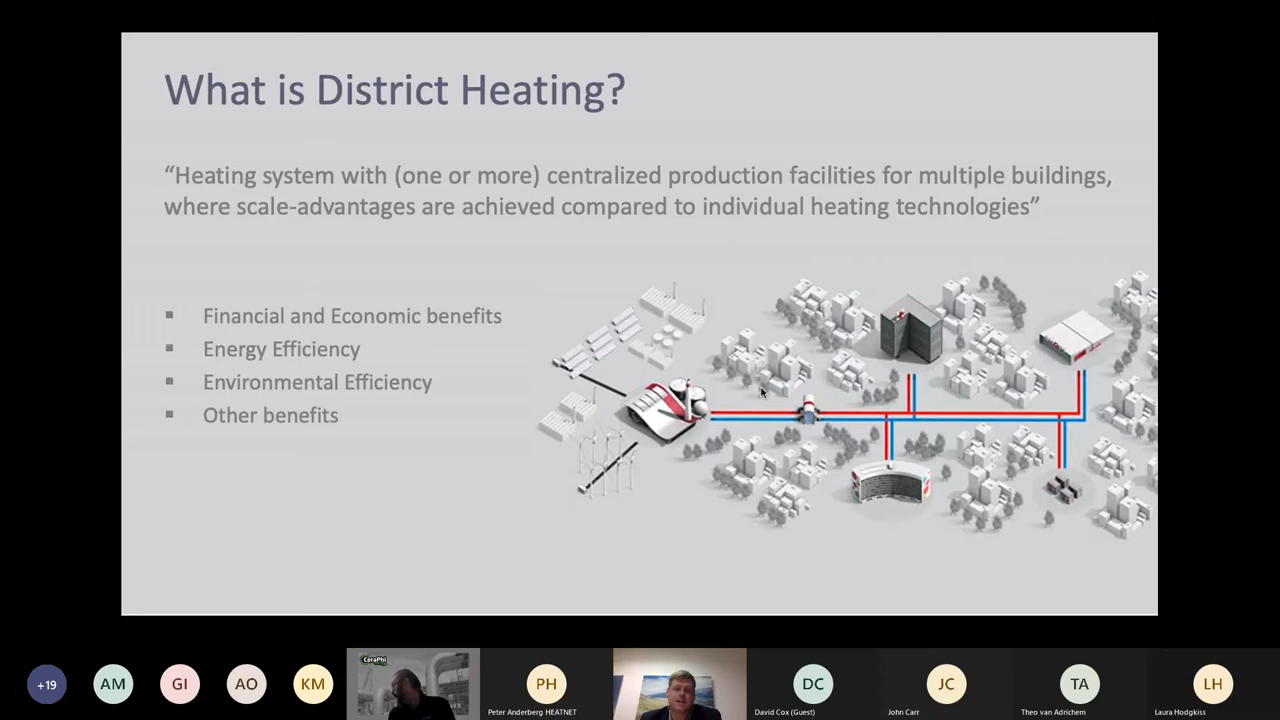 What is District Heating?
“Heating system with (one or more) centralized production facilities for multiple buildings,
where scale-advantages are achieved compared to individual heating technologies”
▪ Financial and Economic benefits
▪ Energy Efficiency
▪ Environmental Efficiency
▪ Other benefits
+19
AM
GI
AO
KM
CeraPhi
PH
Peter Anderberg HEATNET
DC
David Cox (Guest)
JC
John Carr
TA
Theo van Adrichem
LH
Laura Hodgkiss